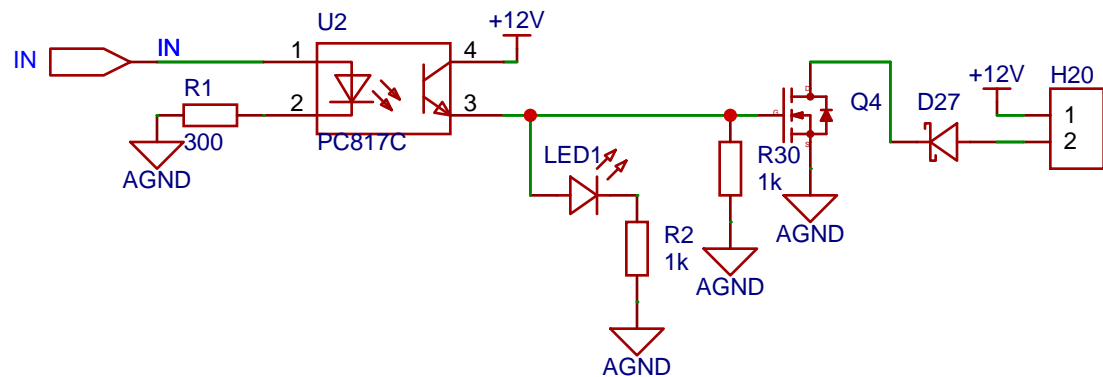 U2
+12V
IN
IN
1
4
R1
2
3
300
PC817C
AGND
LED1
R2
1k
AGND
R30
1k
AGND
D
G
S
Q4
AGND
D27
+12V
H20
1
2